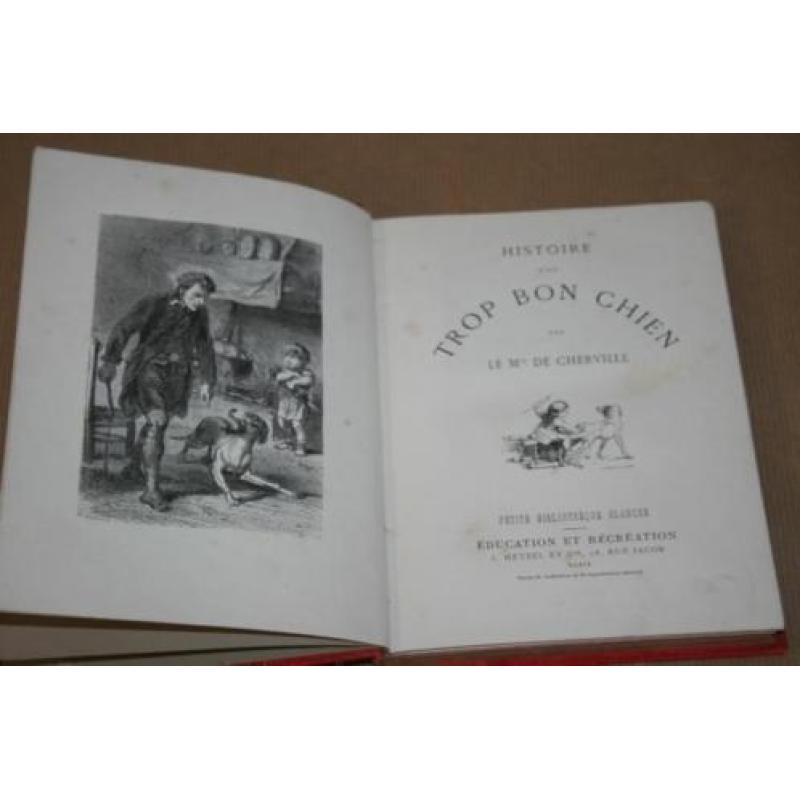 HISTOIRE
D'UN
TROP BON CHIEN
PAR
LE Mis DE CHERVILLE
PETITE BIBLIOTHÈQUE BLANCHE
ÉDUCATION ET RÉCRÉATION
J. HETZEL ET Cie, 18, RUE JACOB
PARIS